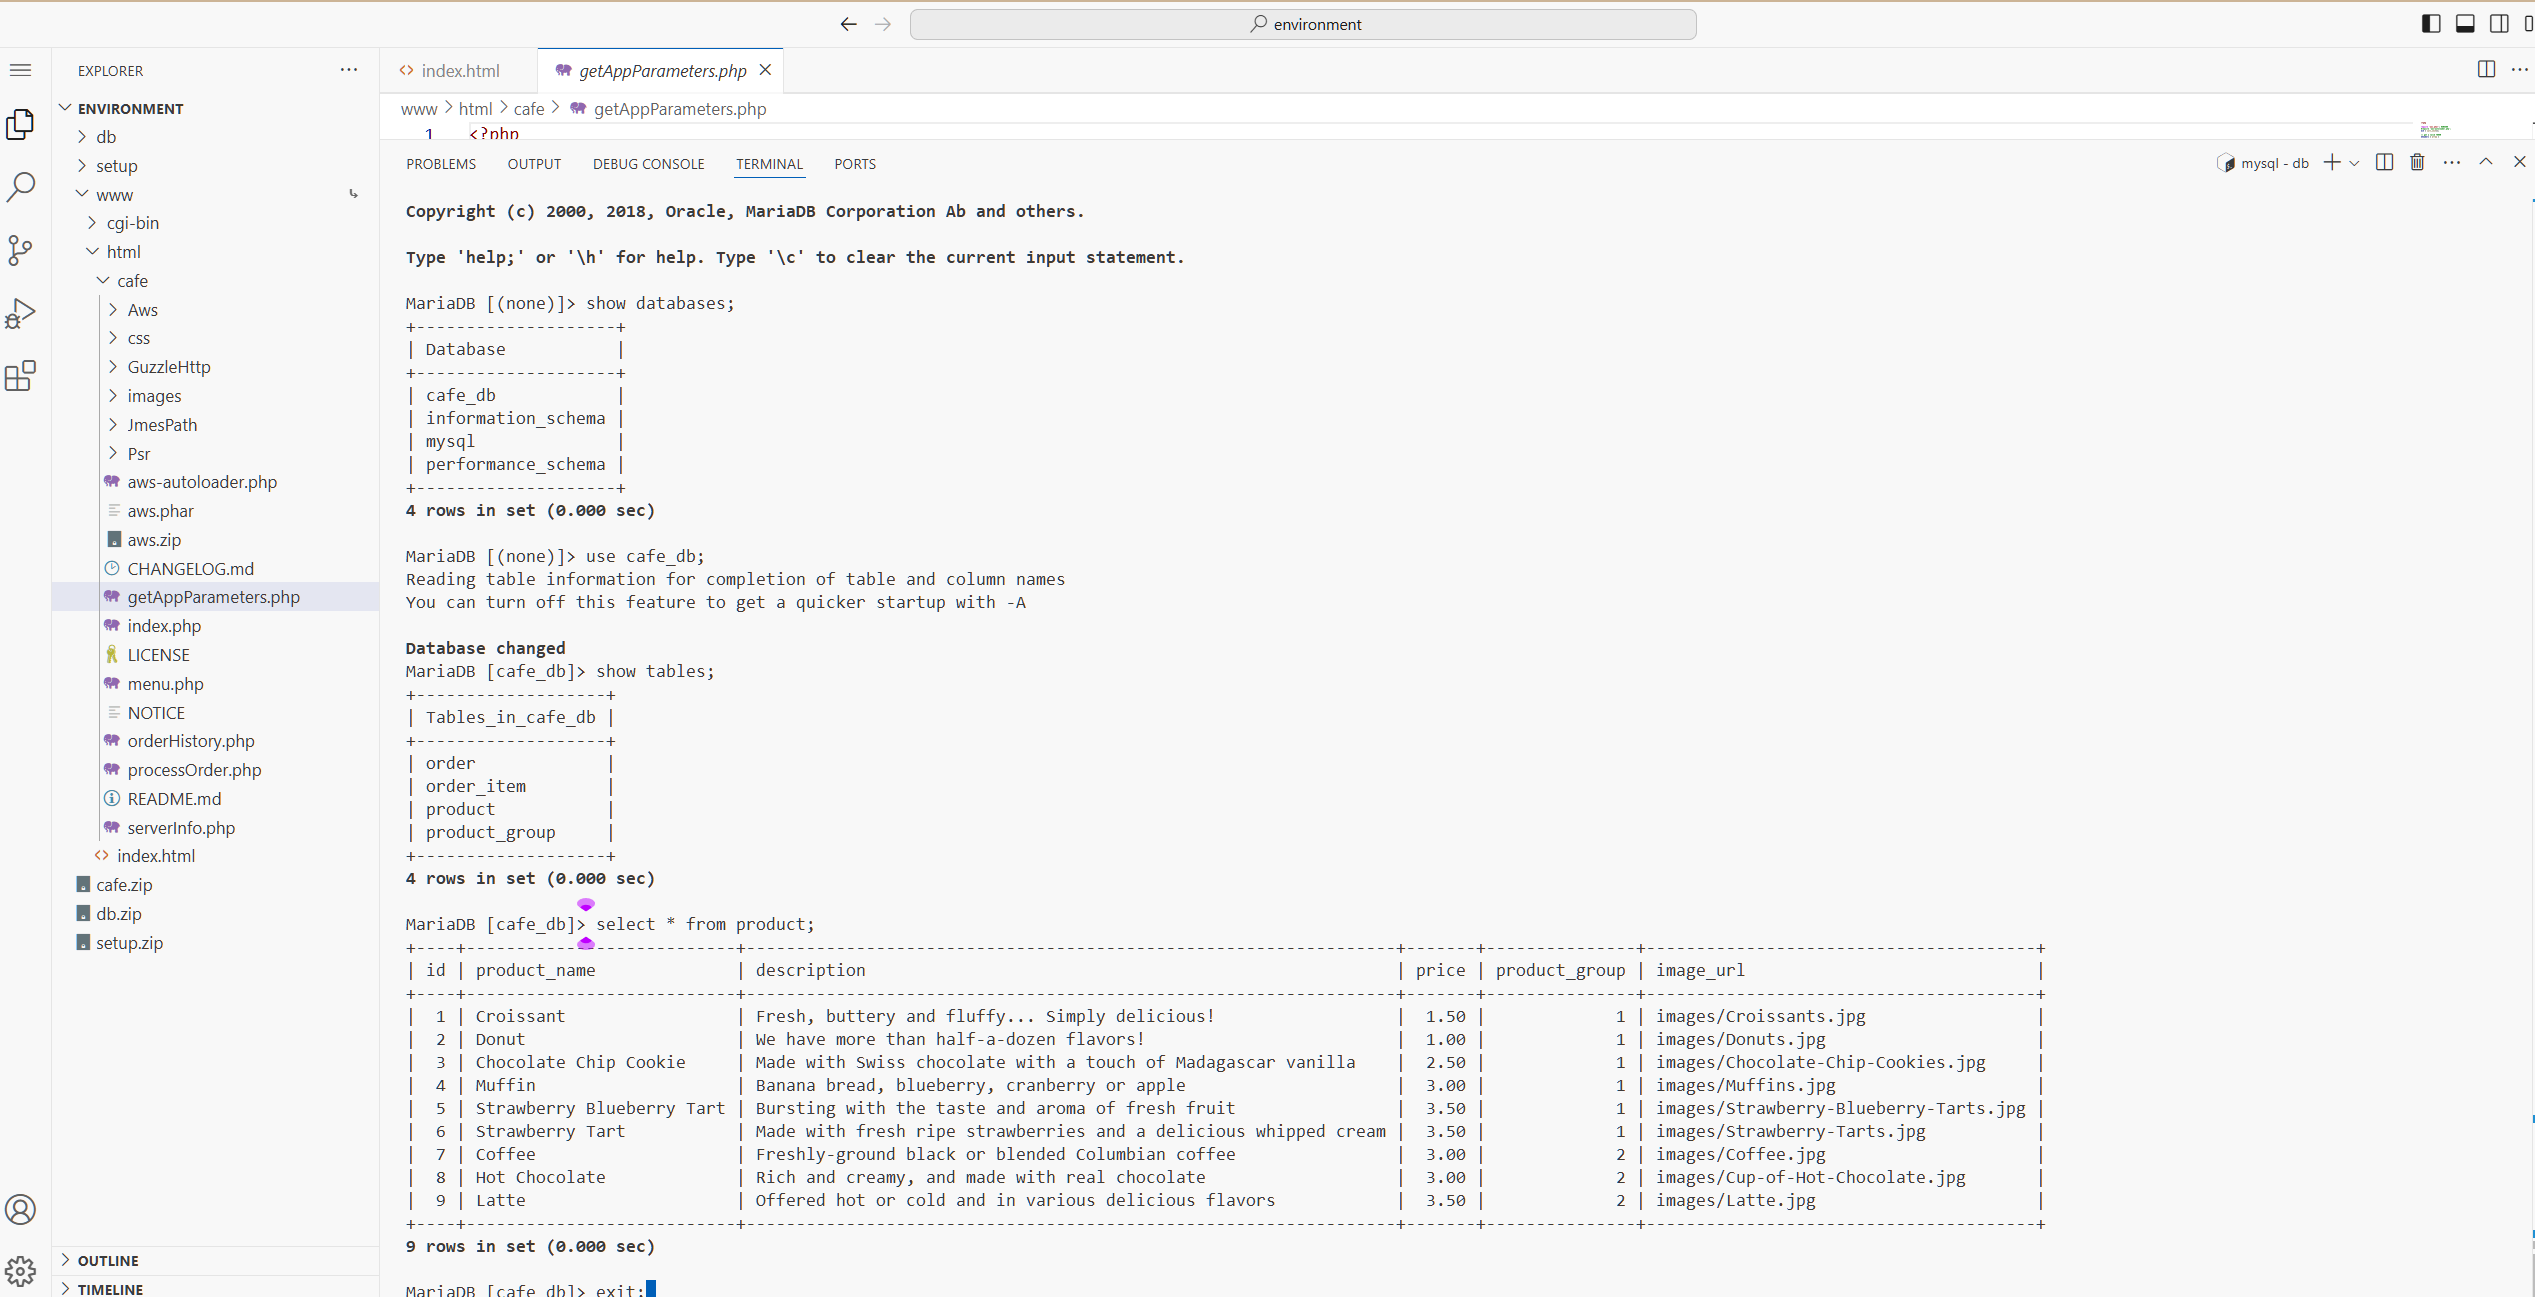 environment
EXPLORER
index.html
getAppParameters.php
ENVIRONMENT
db
setup
www
cgi-bin
html
cafe
Aws
css
GuzzleHttp
images
JmesPath
Psr
aws-autoloader.php
aws.phar
aws.zip
CHANGELOG.md
getAppParameters.php
index.php
LICENSE
menu.php
NOTICE
orderHistory.php
processOrder.php
README.md
serverInfo.php
index.html
cafe.zip
db.zip
setup.zip
OUTLINE
TIMELINE
www > html > cafe > getAppParameters.php
1 <?php
PROBLEMS OUTPUT DEBUG CONSOLE TERMINAL PORTS
mysql - db
Copyright (c) 2000, 2018, Oracle, MariaDB Corporation Ab and others.
Type 'help;' or '\h' for help. Type '\c' to clear the current input statement.
MariaDB [(none)]> show databases;
+--------------------+
| Database           |
+--------------------+
| cafe_db            |
| information_schema |
| mysql              |
| performance_schema |
+--------------------+
4 rows in set (0.000 sec)
MariaDB [(none)]> use cafe_db;
Reading table information for completion of table and column names
You can turn off this feature to get a quicker startup with -A
Database changed
MariaDB [cafe_db]> show tables;
+-------------------+
| Tables_in_cafe_db |
+-------------------+
| order             |
| order_item        |
| product           |
| product_group     |
+-------------------+
4 rows in set (0.000 sec)
MariaDB [cafe_db]> select * from product;
+----+---------------------------+-----------------------------------------------------------------+-------+---------------+---------------------------------------+
| id | product_name              | description                                                     | price | product_group | image_url                             |
+----+---------------------------+-----------------------------------------------------------------+-------+---------------+---------------------------------------+
|  1 | Croissant                 | Fresh, buttery and fluffy... Simply delicious!                  |  1.50 |             1 | images/Croissants.jpg                 |
|  2 | Donut                     | We have more than half-a-dozen flavors!                         |  1.00 |             1 | images/Donuts.jpg                     |
|  3 | Chocolate Chip Cookie     | Made with Swiss chocolate with a touch of Madagascar vanilla    |  2.50 |             1 | images/Chocolate-Chip-Cookies.jpg     |
|  4 | Muffin                    | Banana bread, blueberry, cranberry or apple                     |  3.00 |             1 | images/Muffins.jpg                    |
|  5 | Strawberry Blueberry Tart | Bursting with the taste and aroma of fresh fruit                |  3.50 |             1 | images/Strawberry-Blueberry-Tarts.jpg |
|  6 | Strawberry Tart           | Made with fresh ripe strawberries and a delicious whipped cream |  3.50 |             1 | images/Strawberry-Tarts.jpg           |
|  7 | Coffee                    | Freshly-ground black or blended Columbian coffee                |  3.00 |             2 | images/Coffee.jpg                     |
|  8 | Hot Chocolate             | Rich and creamy, and made with real chocolate                   |  3.00 |             2 | images/Cup-of-Hot-Chocolate.jpg       |
|  9 | Latte                     | Offered hot or cold and in various delicious flavors            |  3.50 |             2 | images/Latte.jpg                      |
+----+---------------------------+-----------------------------------------------------------------+-------+---------------+---------------------------------------+
9 rows in set (0.000 sec)
MariaDB [cafe_db]> exit;